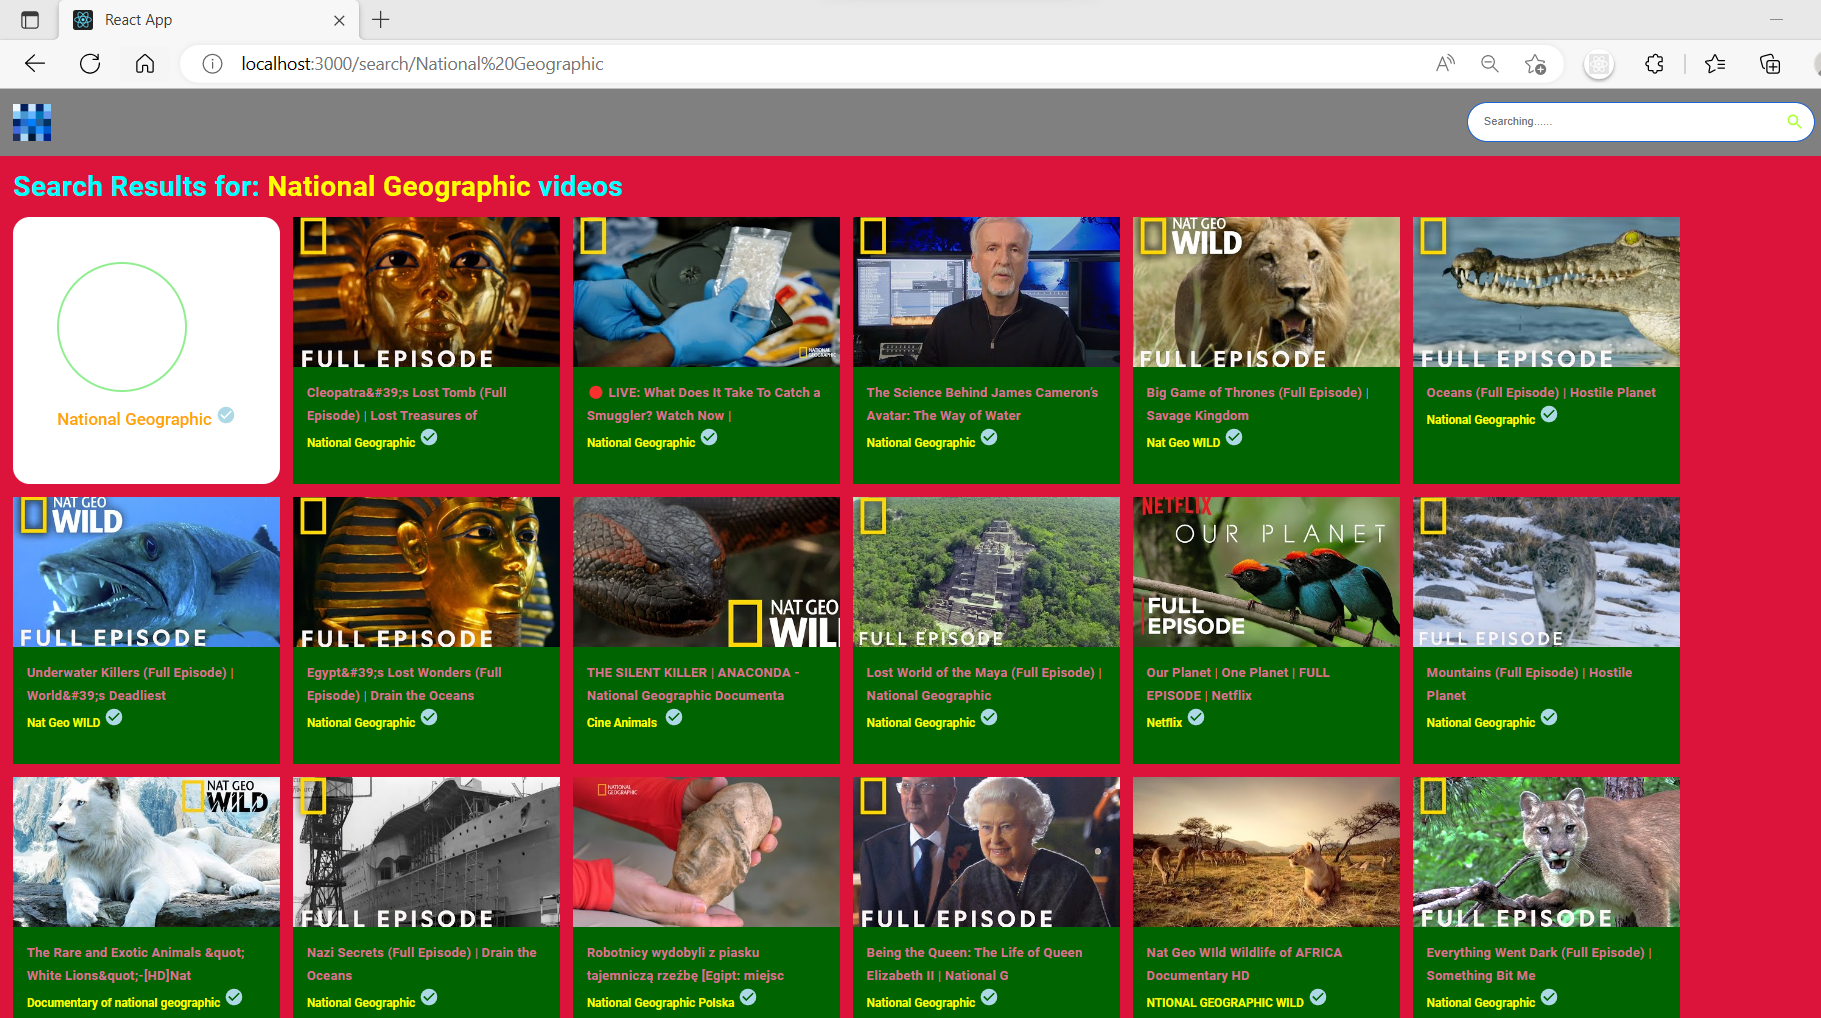 React App
localhost:3000/search/National%20Geographic
Searching......
Search Results for: National Geographic videos
National Geographic
FULL EPISODE
Cleopatra&#39;s Lost Tomb (Full
Episode) | Lost Treasures of
National Geographic
NATIONAL
GEOGRAPHIC
🔴 LIVE: What Does It Take To Catch a
Smuggler? Watch Now |
National Geographic
The Science Behind James Cameron’s
Avatar: The Way of Water
National Geographic
NAT GEO
WILD
FULL EPISODE
Big Game of Thrones (Full Episode) |
Savage Kingdom
Nat Geo WILD
FULL EPISODE
Oceans (Full Episode) | Hostile Planet
National Geographic
NAT GEO
WILD
FULL EPISODE
Underwater Killers (Full Episode) |
World&#39;s Deadliest
Nat Geo WILD
FULL EPISODE
Egypt&#39;s Lost Wonders (Full
Episode) | Drain the Oceans
National Geographic
NAT GEO
WIL
THE SILENT KILLER | ANACONDA -
National Geographic Documenta
Cine Animals
FULL EPISODE
Lost World of the Maya (Full Episode) |
National Geographic
National Geographic
NETFLIX
OUR PLANET
FULL
EPISODE
Our Planet | One Planet | FULL
EPISODE | Netflix
Netflix
FULL EPISODE
Mountains (Full Episode) | Hostile
Planet
National Geographic
NAT GEO
WILD
The Rare and Exotic Animals &quot;
White Lions&quot;-[HD]Nat
Documentary of national geographic
FULL EPISODE
Nazi Secrets (Full Episode) | Drain the
Oceans
National Geographic
NATIONAL
GEOGRAPHIC
Robotnicy wydobyli z piasku
tajemniczą rzeźbę [Egipt: miejsc
National Geographic Polska
FULL EPISODE
Being the Queen: The Life of Queen
Elizabeth II | National G
National Geographic
Nat Geo WIld Wildlife of AFRICA
Documentary HD
NTIONAL GEOGRAPHIC WILD
FULL EPISODE
Everything Went Dark (Full Episode) |
Something Bit Me
National Geographic